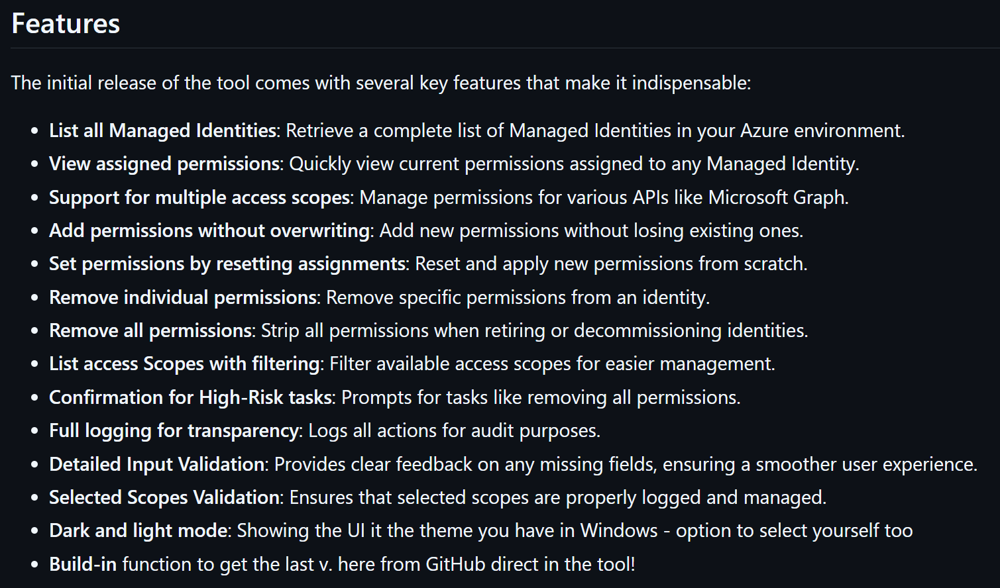 Features
The initial release of the tool comes with several key features that make it indispensable:
• List all Managed Identities: Retrieve a complete list of Managed Identities in your Azure environment.
• View assigned permissions: Quickly view current permissions assigned to any Managed Identity.
• Support for multiple access scopes: Manage permissions for various APIs like Microsoft Graph.
• Add permissions without overwriting: Add new permissions without losing existing ones.
• Set permissions by resetting assignments: Reset and apply new permissions from scratch.
• Remove individual permissions: Remove specific permissions from an identity.
• Remove all permissions: Strip all permissions when retiring or decommissioning identities.
• List access Scopes with filtering: Filter available access scopes for easier management.
• Confirmation for High-Risk tasks: Prompts for tasks like removing all permissions.
• Full logging for transparency: Logs all actions for audit purposes.
• Detailed Input Validation: Provides clear feedback on any missing fields, ensuring a smoother user experience.
• Selected Scopes Validation: Ensures that selected scopes are properly logged and managed.
• Dark and light mode: Showing the UI it the theme you have in Windows - option to select yourself too
• Build-in function to get the last v. here from GitHub direct in the tool!